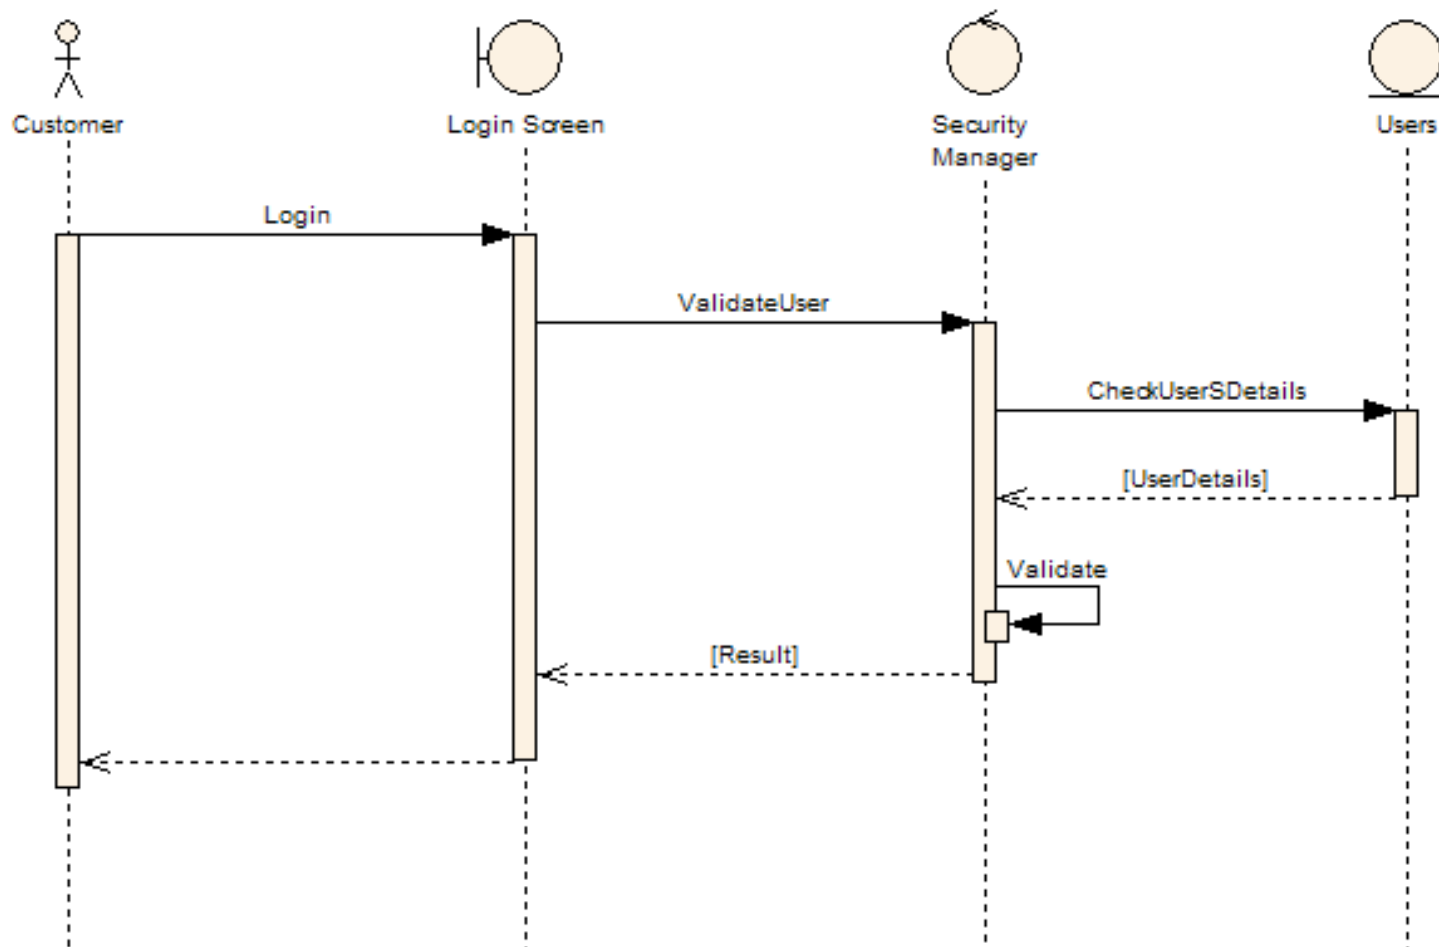 Customer
Login Screen
Security
Manager
Users
Login
ValidateUser
CheckUserSDetails
[UserDetails]
Validate
[Result]